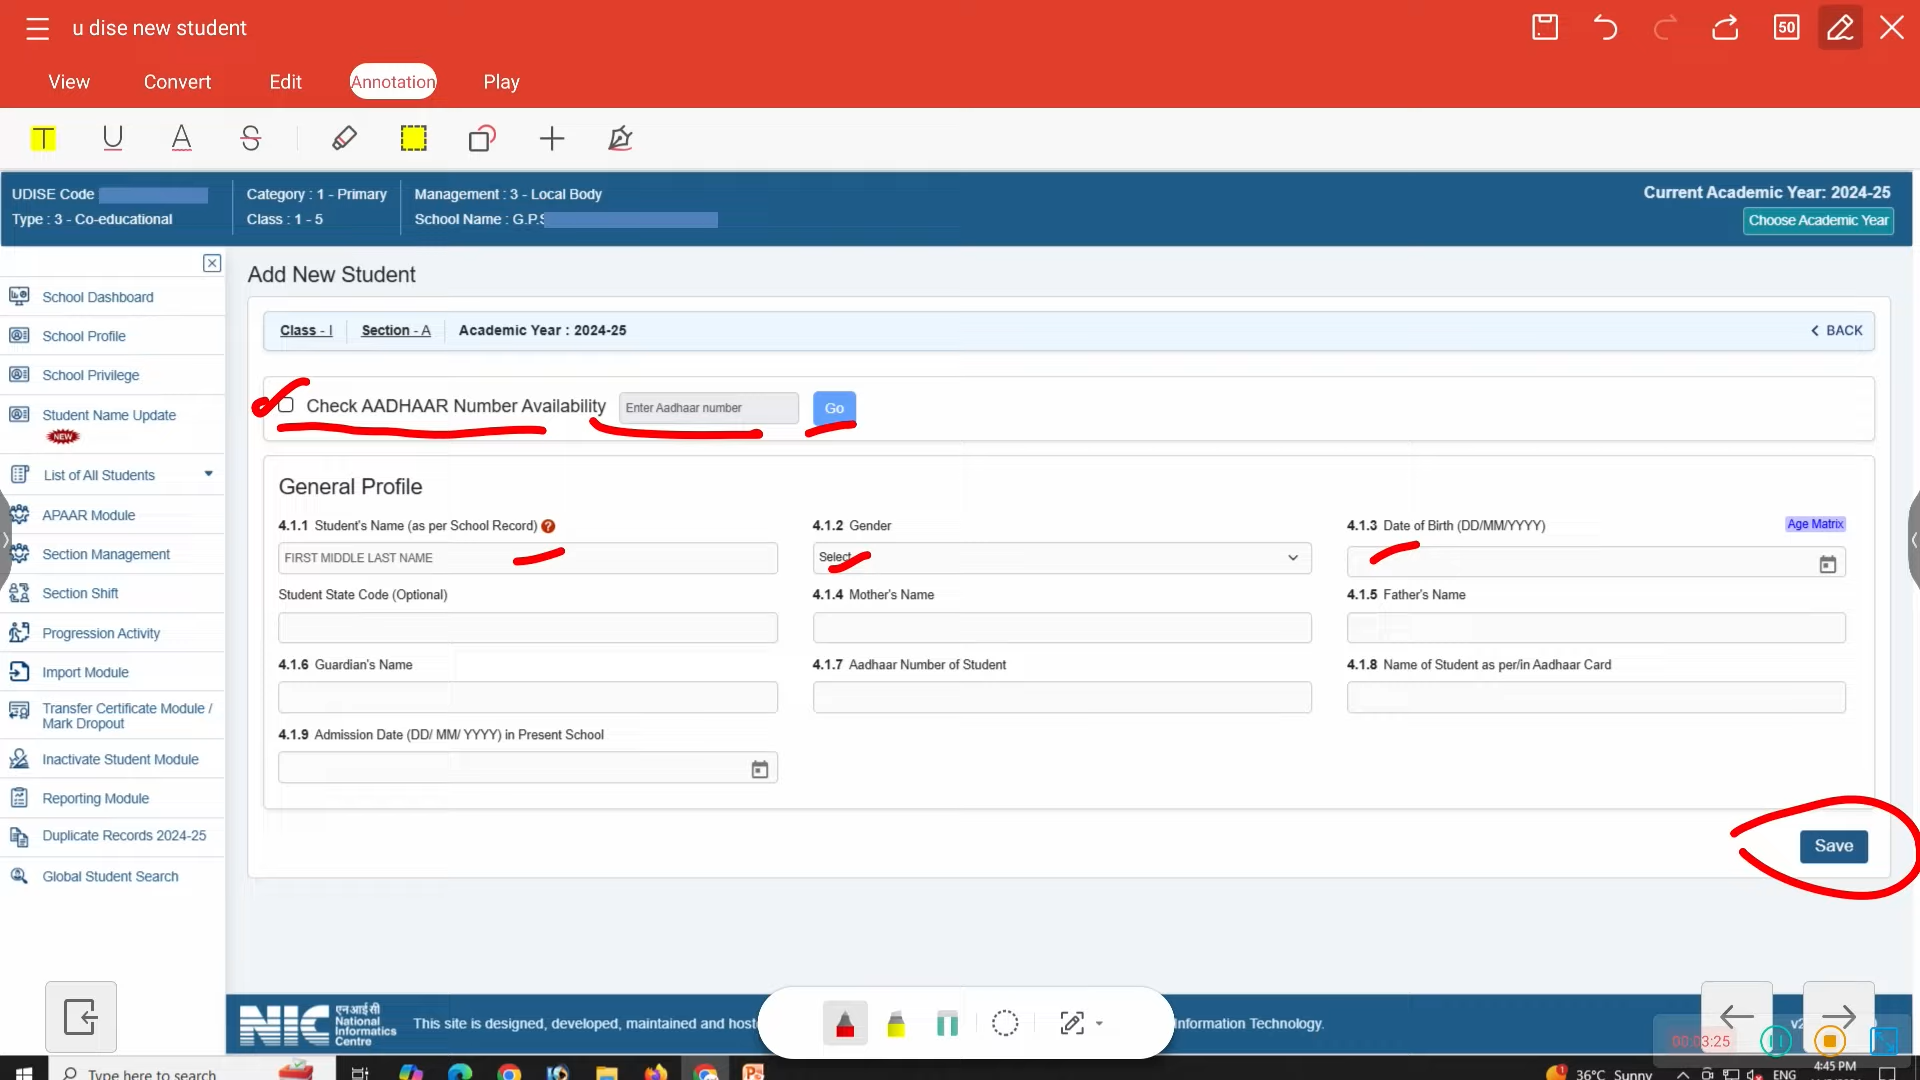 u dise new student
50
View Convert Edit Annotation Play
T U A S
UDISE Code
Category : 1 - Primary
Management : 3 - Local Body
Current Academic Year: 2024-25
Type : 3 - Co-educational
Class : 1 - 5
School Name : G.P.S
Choose Academic Year
School Dashboard
School Profile
School Privilege
Student Name Update
NEW
List of All Students
APAAR Module
Section Management
Section Shift
Progression Activity
Import Module
Transfer Certificate Module /
Mark Dropout
Inactivate Student Module
Reporting Module
Duplicate Records 2024-25
Global Student Search
Add New Student
Class - I Section - A Academic Year : 2024-25 BACK
Check AADHAAR Number Availability Enter Aadhaar number Go
General Profile
4.1.1 Student's Name (as per School Record) ?
4.1.2 Gender
4.1.3 Date of Birth (DD/MM/YYYY) Age Matrix
FIRST MIDDLE LAST NAME
Select
Student State Code (Optional)
4.1.4 Mother's Name
4.1.5 Father's Name
4.1.6 Guardian's Name
4.1.7 Aadhaar Number of Student
4.1.8 Name of Student as per/in Aadhaar Card
4.1.9 Admission Date (DD/ MM/ YYYY) in Present School
Save
NIC
एन आई सी
National
Informatics
Centre
This site is designed, developed, maintained and host
Information Technology.
00:03:25
Type here to search
36°C Sunny
ENG
4:45 PM